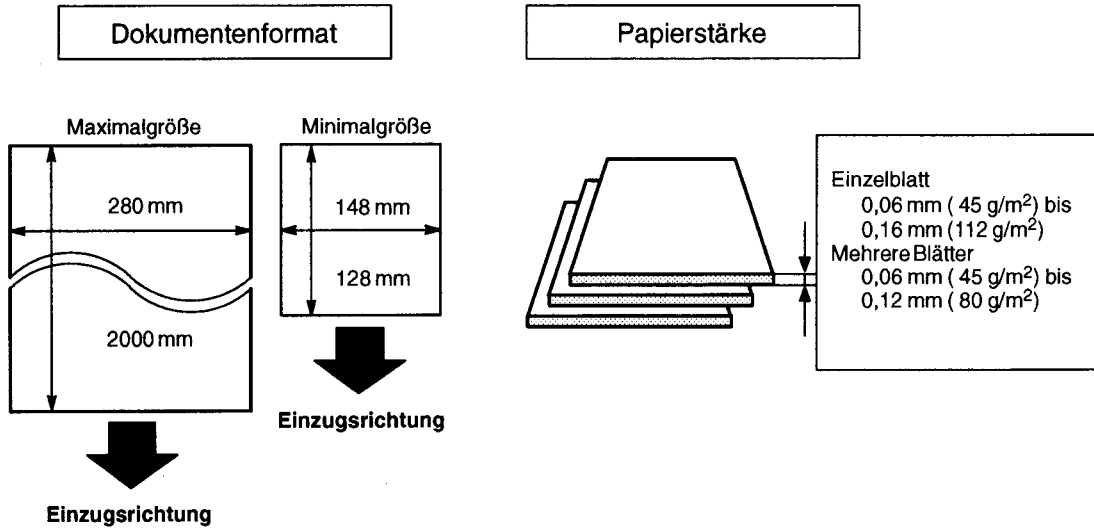 Dokumentenformat
Maximalgröße
280 mm
2000 mm
Einzugsrichtung
Minimalgröße
148 mm
128 mm
Einzugsrichtung
Papierstärke
Einzelblatt
0,06 mm ( 45 g/m²) bis
0,16 mm (112 g/m²)
Mehrere Blätter
0,06 mm (45 g/m²) bis
0,12 mm ( 80 g/m²)